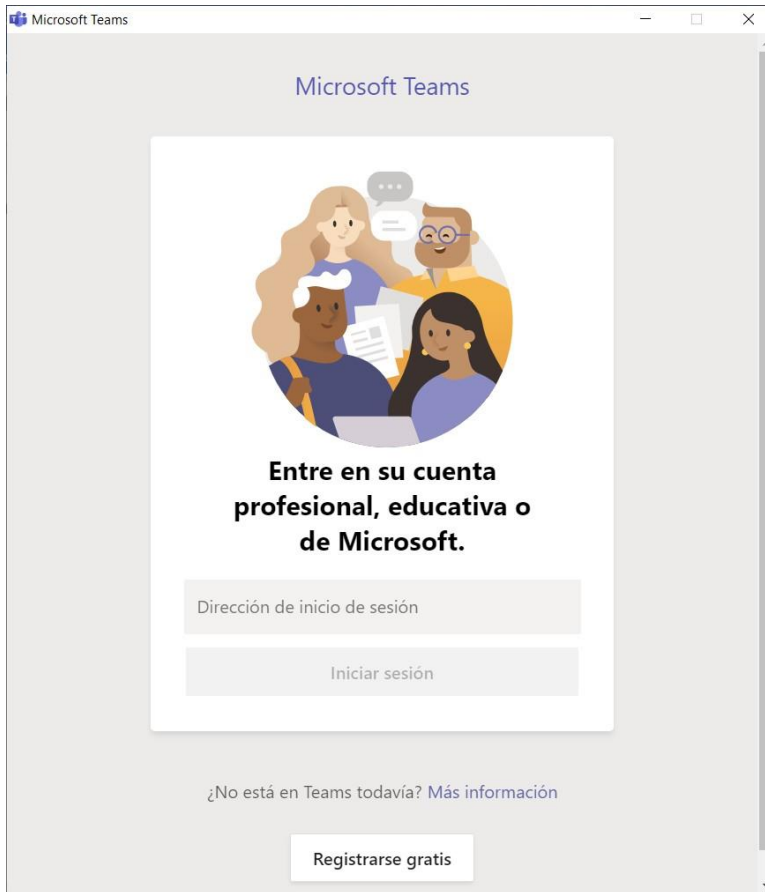 Microsoft Teams
Microsoft Teams
Entre en su cuenta
profesional, educativa o
de Microsoft.
Dirección de inicio de sesión
Iniciar sesión
¿No está en Teams todavía? Más información
Registrarse gratis